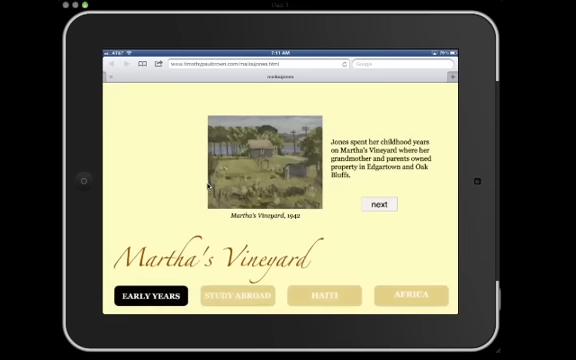 AT&T
7:11 AM
www.timothypaulbrown.com/mailoujones.html
Google
mailoujones
Jones spent her childhood years
on Martha's Vineyard where her
grandmother and parents owned
property in Edgartown and Oak
Bluffs.
next
Martha's Vineyard, 1942
Martha's Vineyard
EARLY YEARS
STUDY ABROAD
HAITI
AFRICA